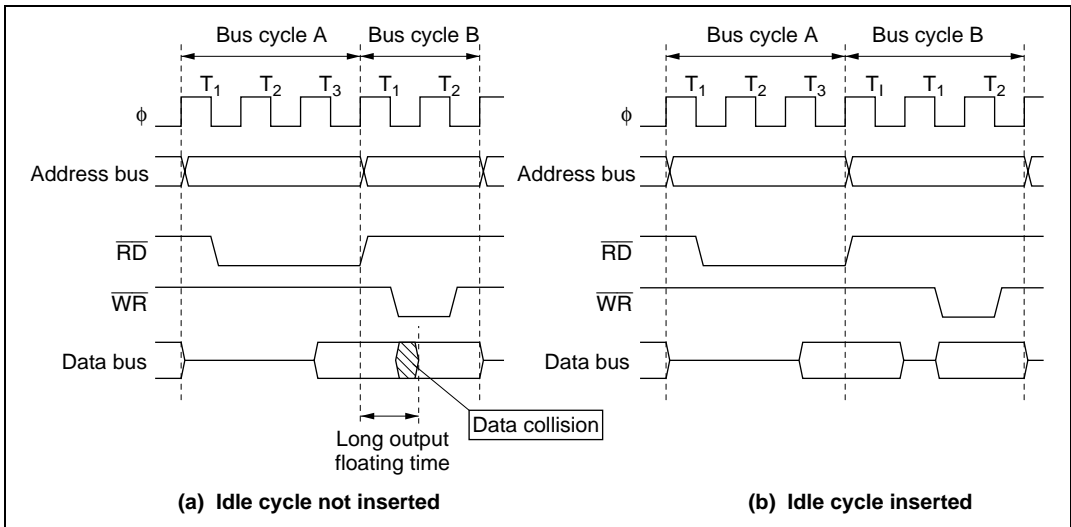 Bus cycle A Bus cycle B
T1 T2 T3 T1 T2
ϕ
Address bus
RD
WR
Data bus
Data collision
Long output
floating time
(a) Idle cycle not inserted
Bus cycle A Bus cycle B
T1 T2 T3 TI T1 T2
ϕ
Address bus
RD
WR
Data bus
(b) Idle cycle inserted